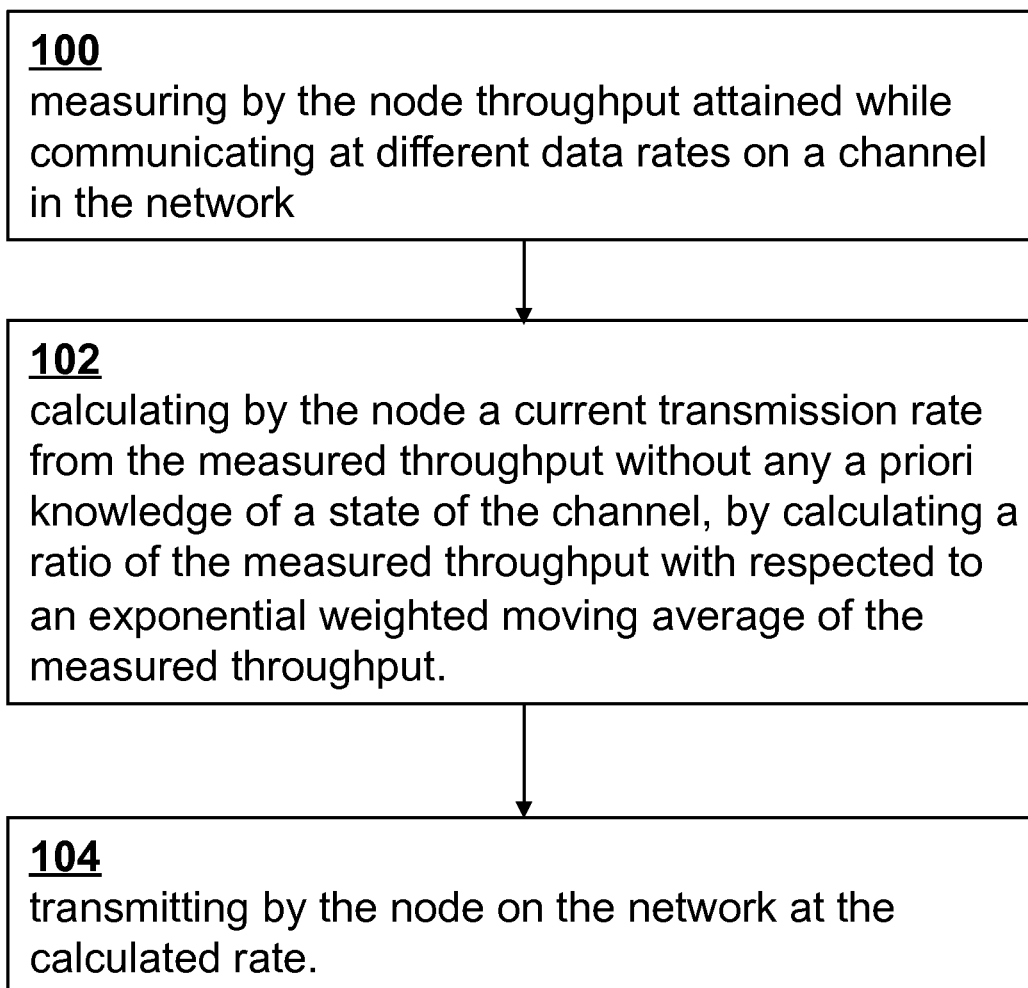 100
measuring by the node throughput attained while
communicating at different data rates on a channel
in the network
102
calculating by the node a current transmission rate
from the measured throughput without any a priori
knowledge of a state of the channel, by calculating a
ratio of the measured throughput with respected to
an exponential weighted moving average of the
measured throughput.
104
transmitting by the node on the network at the
calculated rate.